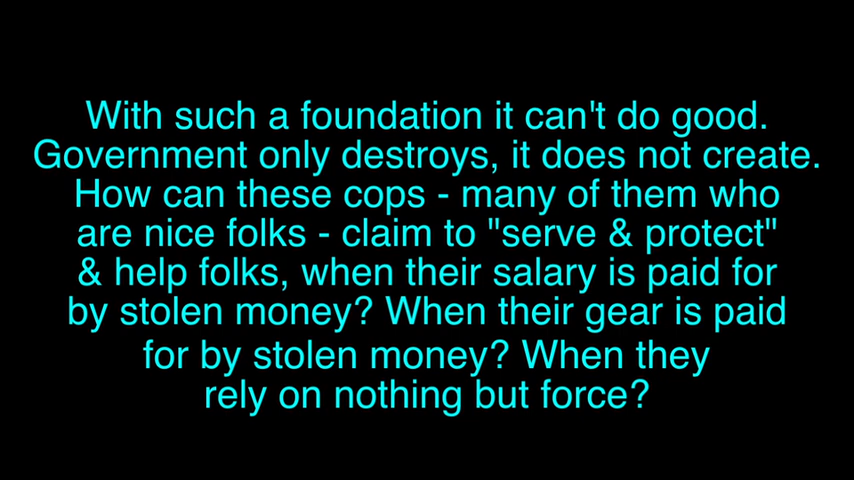 With such a foundation it can't do good.
Government only destroys, it does not create.
How can these cops - many of them who
are nice folks - claim to "serve & protect"
& help folks, when their salary is paid for
by stolen money? When their gear is paid
for by stolen money? When they
rely on nothing but force?